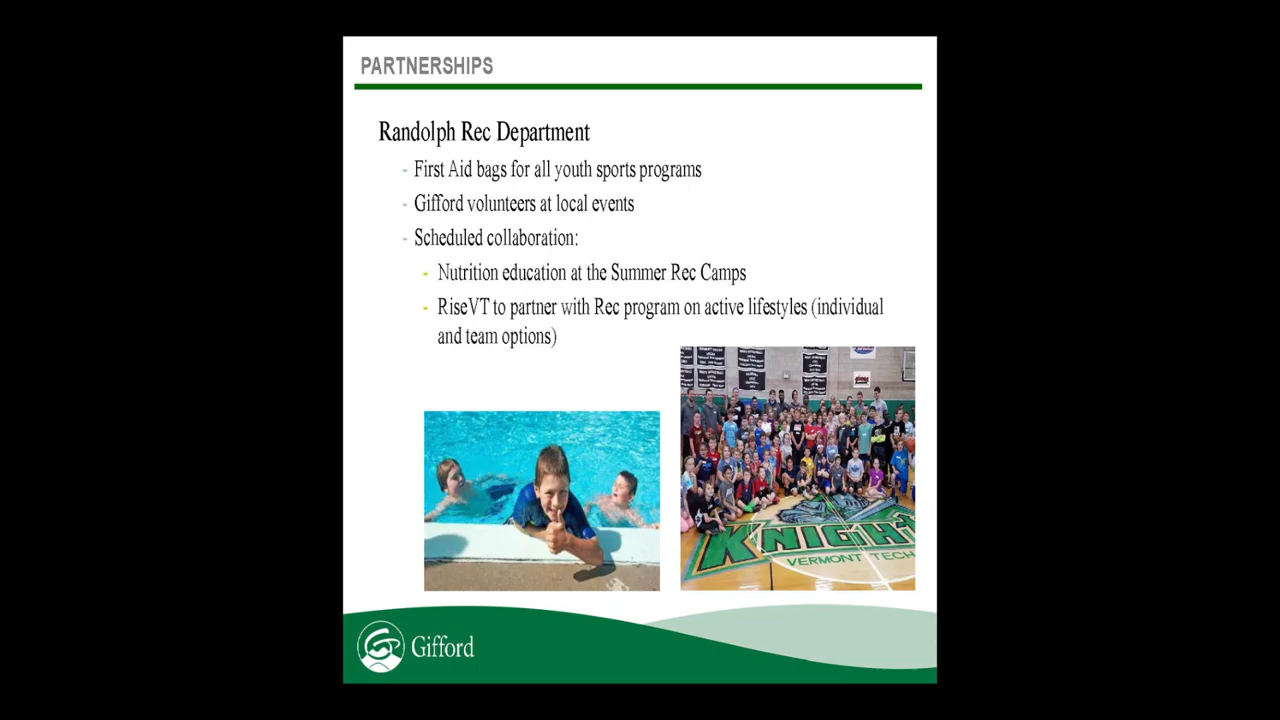 PARTNERSHIPS
Randolph Rec Department
- First Aid bags for all youth sports programs
- Gifford volunteers at local events
- Scheduled collaboration:
- Nutrition education at the Summer Rec Camps
- RiseVT to partner with Rec program on active lifestyles (individual
and team options)
KNIGHT
VERMONT TECH
Gifford